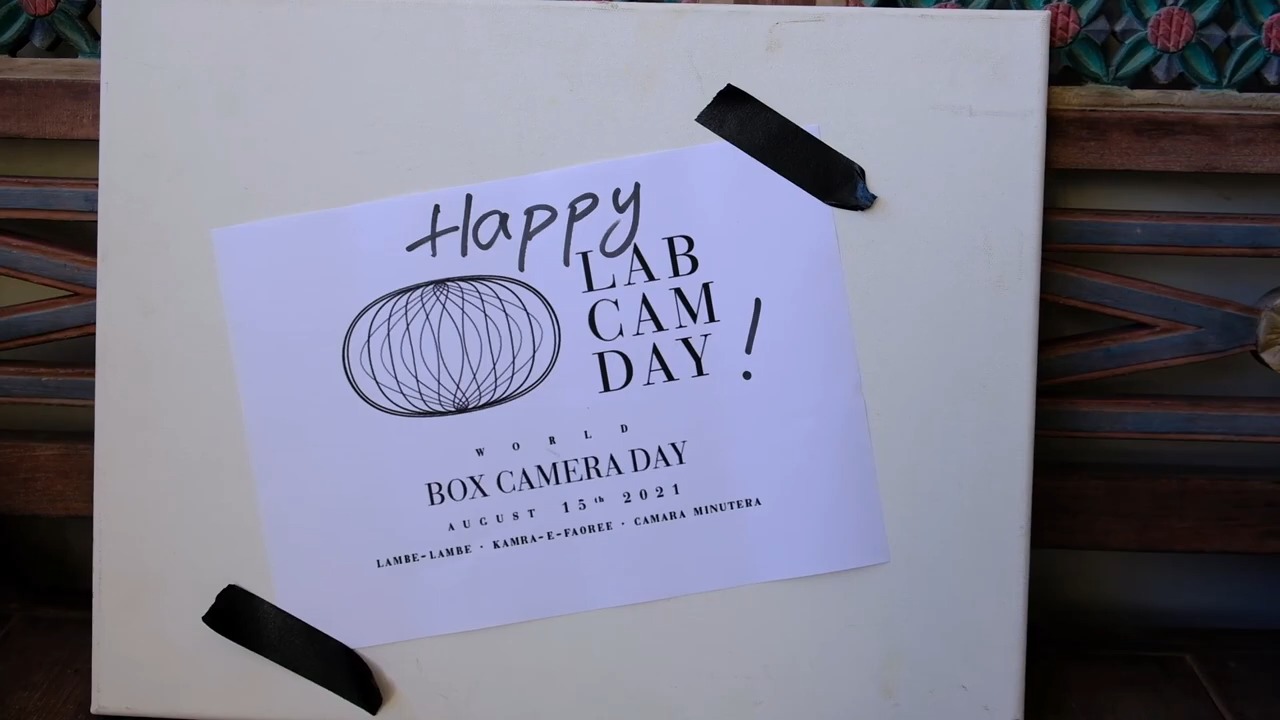 Happy
LAB
CAM
DAY !
WORLD
BOX CAMERA DAY
AUGUST 15th 2021
LAMBE-LAMBE · KAMRA-E-FAOREE · CAMARA MINUTERA